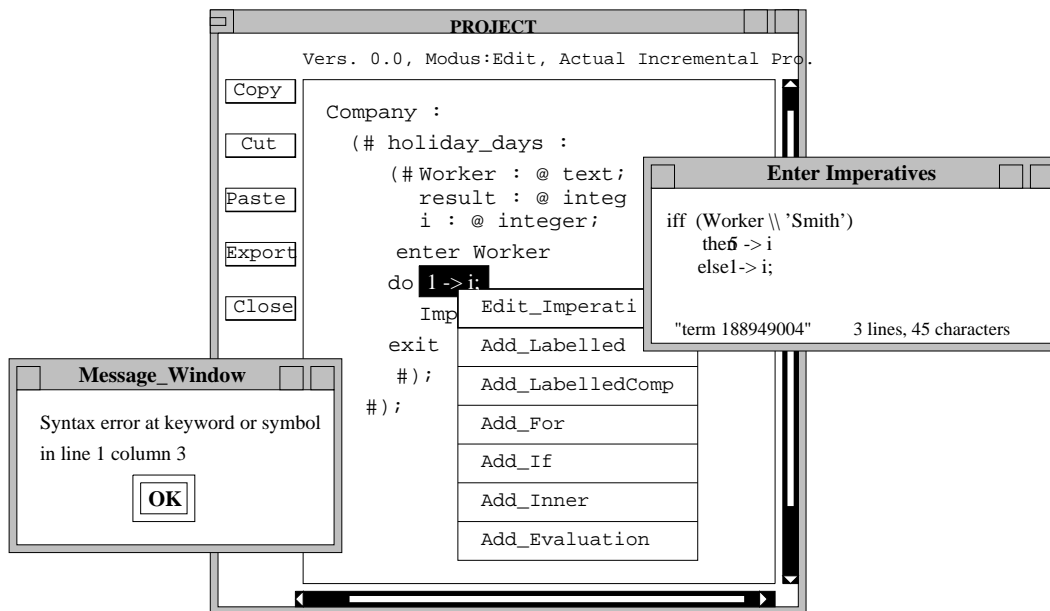 PROJECT
Vers. 0.0, Modus:Edit, Actual Incremental Pro.
Copy
Cut
Paste
Export
Close
Company :
(# holiday_days :
(# Worker : @ text;
result : @ integ
i : @ integer;
enter Worker
do 1 -> i;
Imp
exit
#);
#);
Edit_Imperati
Add_Labelled
Add_LabelledComp
Add_For
Add_If
Add_Inner
Add_Evaluation
Enter Imperatives
iff (Worker \\ 'Smith')
then5 -> i
else1-> i;
"term 188949004" 3 lines, 45 characters
Message_Window
Syntax error at keyword or symbol
in line 1 column 3
OK